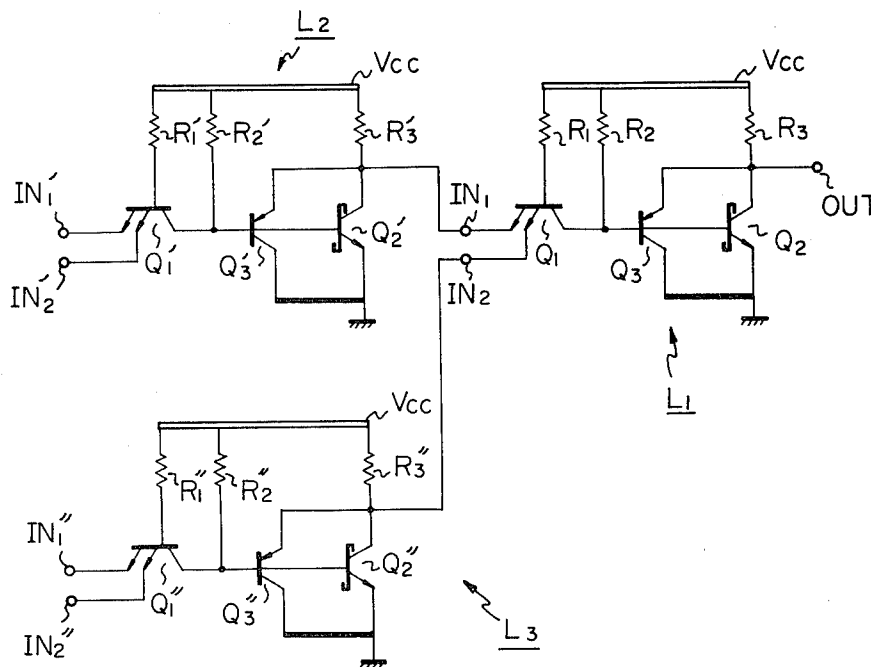 L2
VCC
R1′
R2′
R3′
IN1′
IN2′
Q1′
Q3′
Q2′
VCC
R1
R2
R3
IN1
IN2
Q1
Q3
Q2
OUT
L1
VCC
R1″
R2″
R3″
IN1″
IN2″
Q1″
Q3″
Q2″
L3